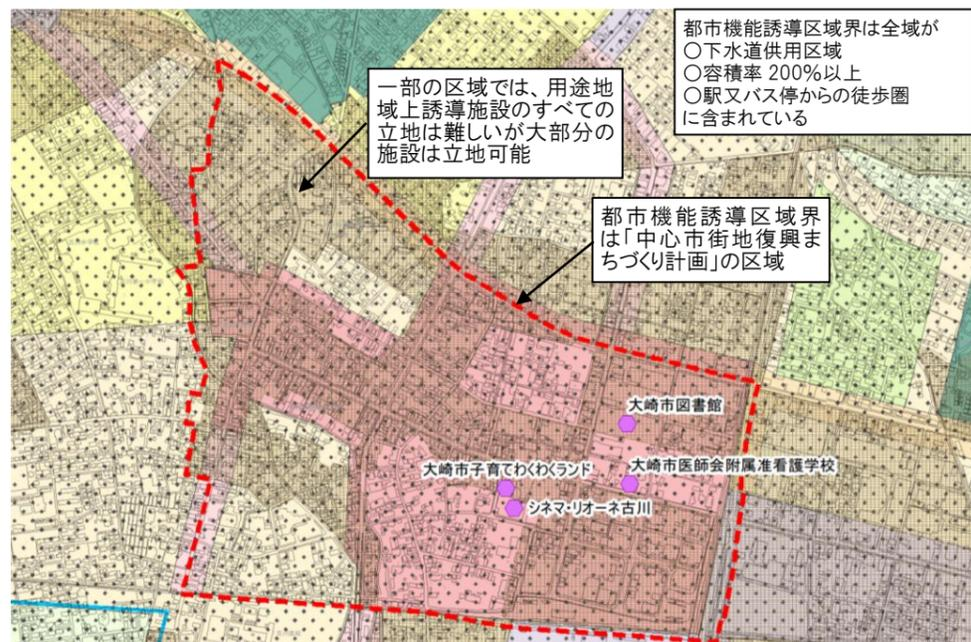 都市機能誘導区域界は全域が
○下水道供用区域
○容積率 200%以上
○駅又バス停からの徒歩圏
に含まれている
一部の区域では、用途地
域上誘導施設のすべての
立地は難しいが大部分の
施設は立地可能
都市機能誘導区域界
は「中心市街地復興ま
ちづくり計画」の区域
大崎市図書館
大崎市子育てわくわくランド
大崎市医師会附属准看護学校
シネマ・リオーネ古川